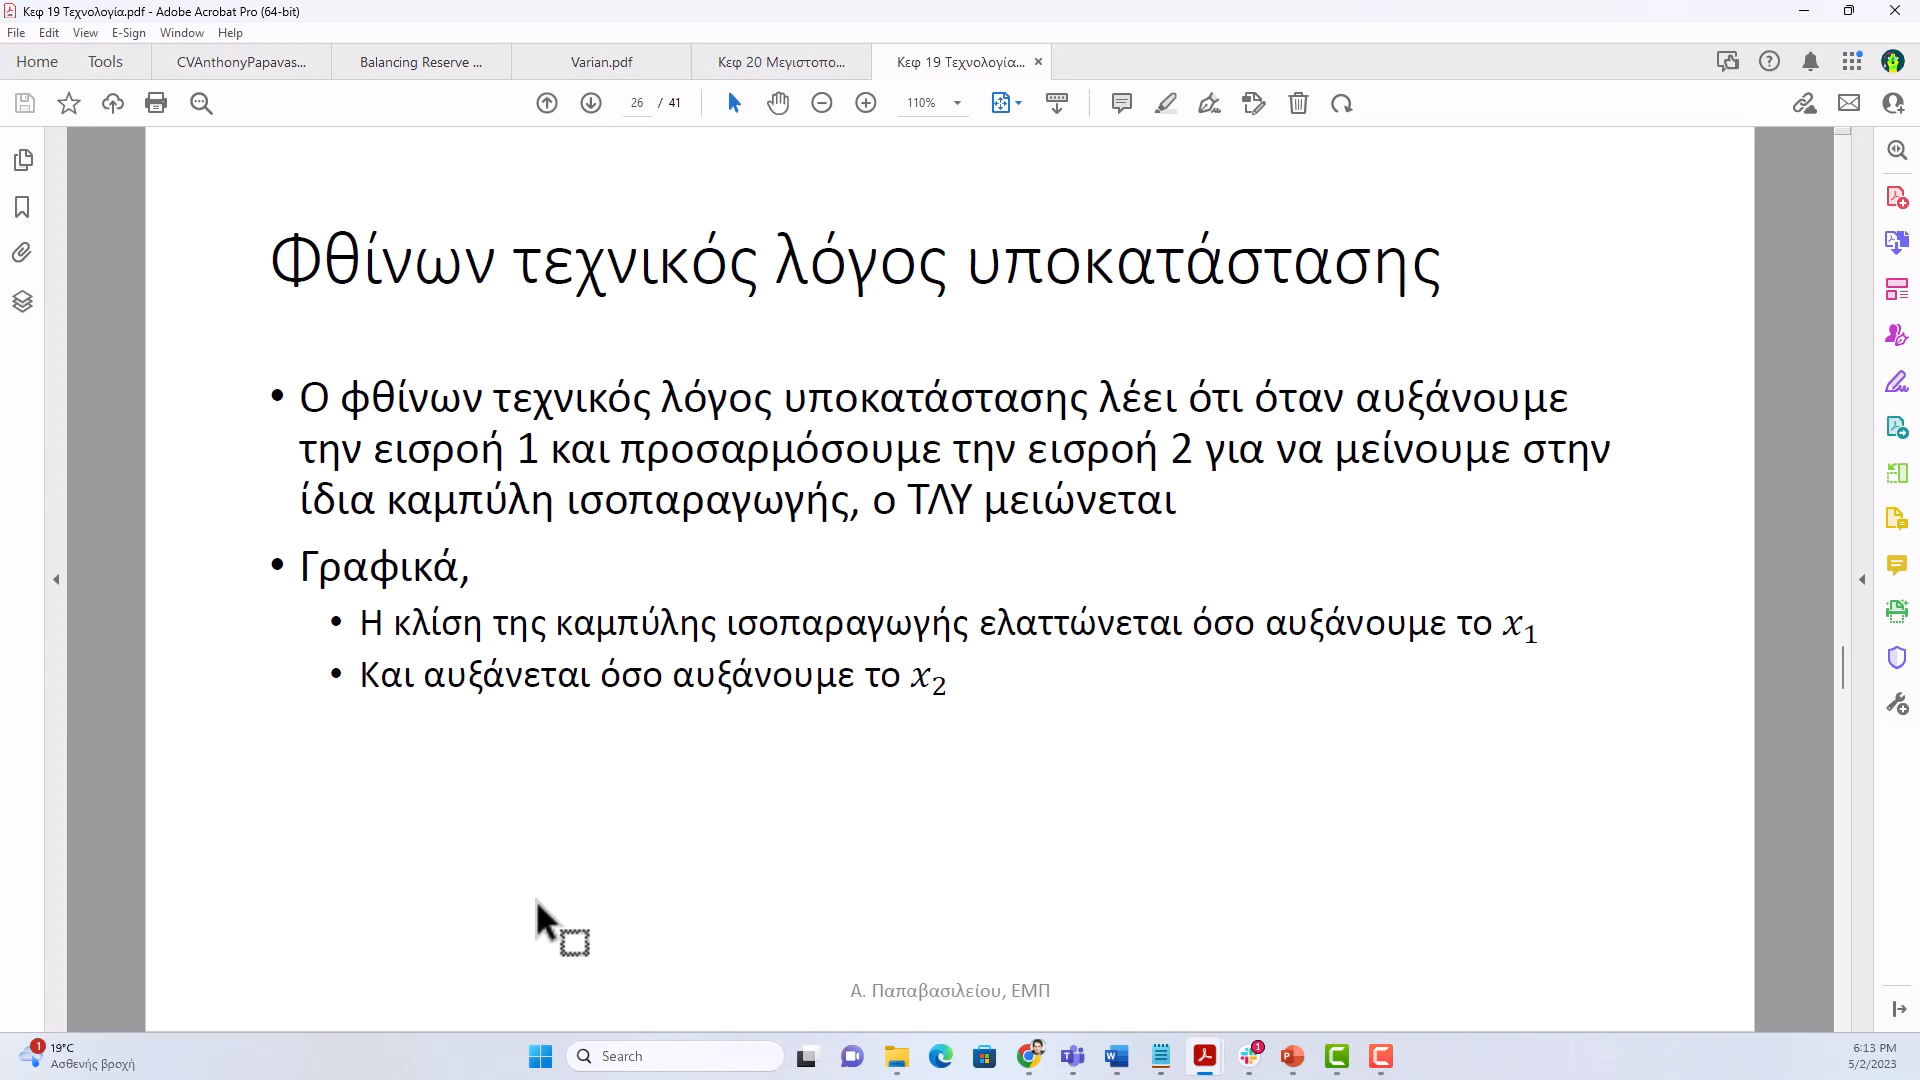 Κεφ 19 Τεχνολογία.pdf - Adobe Acrobat Pro (64-bit)
File Edit View E-Sign Window Help
Home Tools CVAnthonyPapavas... Balancing Reserve ... Varian.pdf Κεφ 20 Μεγιστοπο... Κεφ 19 Τεχνολογία...
26 / 41 110%
Φθίνων τεχνικός λόγος υποκατάστασης
• Ο φθίνων τεχνικός λόγος υποκατάστασης λέει ότι όταν αυξάνουμε
την εισροή 1 και προσαρμόσουμε την εισροή 2 για να μείνουμε στην
ίδια καμπύλη ισοπαραγωγής, ο ΤΛΥ μειώνεται
• Γραφικά,
• Η κλίση της καμπύλης ισοπαραγωγής ελαττώνεται όσο αυξάνουμε το x₁
• Και αυξάνεται όσο αυξάνουμε το x₂
Α. Παπαβασιλείου, ΕΜΠ
1
19°C
Ασθενής βροχή
Search
1
6:13 PM
5/2/2023